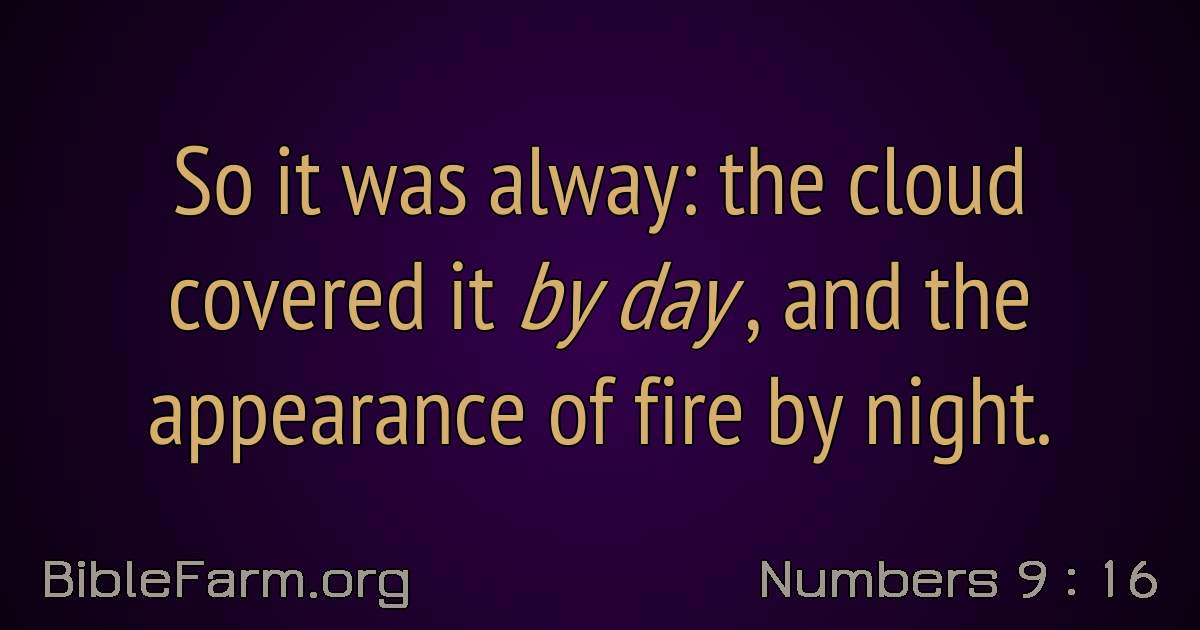 So it was alway: the cloud
covered it by day, and the
appearance of fire by night.
BibleFarm.org
Numbers 9 : 16